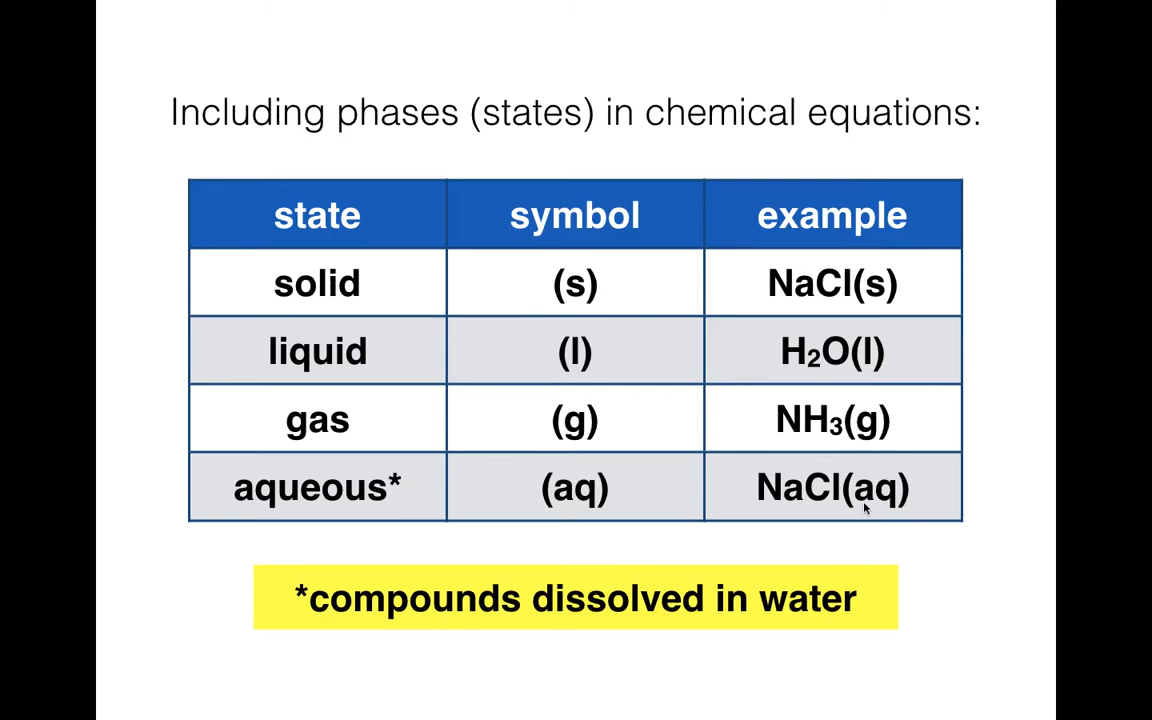 Including phases (states) in chemical equations:
state symbol example
solid (s) NaCl(s)
liquid (l) H₂O(l)
gas (g) NH₃(g)
aqueous* (aq) NaCl(aq)
*compounds dissolved in water